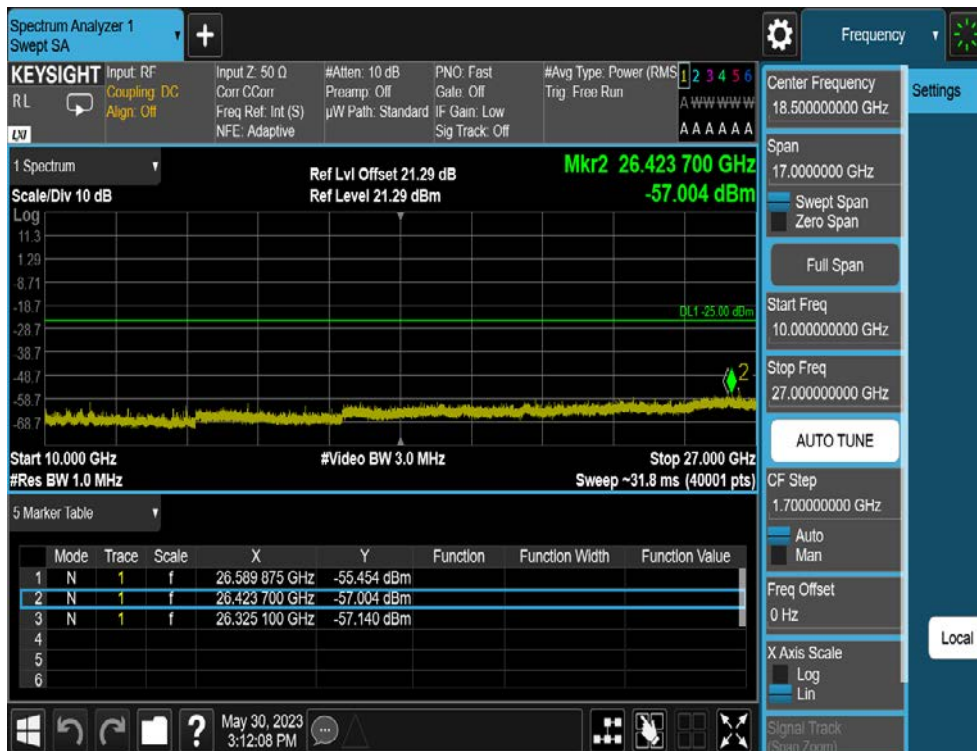 Spectrum Analyzer 1
Swept SA
+
Frequency
KEYSIGHT
RL
LXI
Input: RF
Coupling: DC
Align: Off
Input Z: 50 Ω
Corr CCorr
Freq Ref: Int (S)
NFE: Adaptive
#Atten: 10 dB
Preamp: Off
µW Path: Standard
PNO: Fast
Gate: Off
IF Gain: Low
Sig Track: Off
#Avg Type: Power (RMS
Trig: Free Run
1 2 3 4 5 6
A W W W W W
A A A A A A
1 Spectrum
Scale/Div 10 dB
Ref Lvl Offset 21.29 dB
Ref Level 21.29 dBm
Mkr2 26.423 700 GHz
-57.004 dBm
Log
11.3
1.29
-8.71
-18.7
-28.7
-38.7
-48.7
-58.7
-68.7
DL1 -25.00 dBm
2
Start 10.000 GHz
#Video BW 3.0 MHz
Stop 27.000 GHz
#Res BW 1.0 MHz
Sweep ~31.8 ms (40001 pts)
5 Marker Table
Mode Trace Scale X Y Function Function Width Function Value
1 N 1 f 26.589 875 GHz -55.454 dBm
2 N 1 f 26.423 700 GHz -57.004 dBm
3 N 1 f 26.325 100 GHz -57.140 dBm
4
5
6
Center Frequency
18.500000000 GHz
Span
17.0000000 GHz
Swept Span
Zero Span
Full Span
Start Freq
10.000000000 GHz
Stop Freq
27.000000000 GHz
AUTO TUNE
CF Step
1.700000000 GHz
Auto
Man
Freq Offset
0 Hz
X Axis Scale
Log
Lin
Signal Track
(Span Zoom)
Settings
Local
?
May 30, 2023
3:12:08 PM